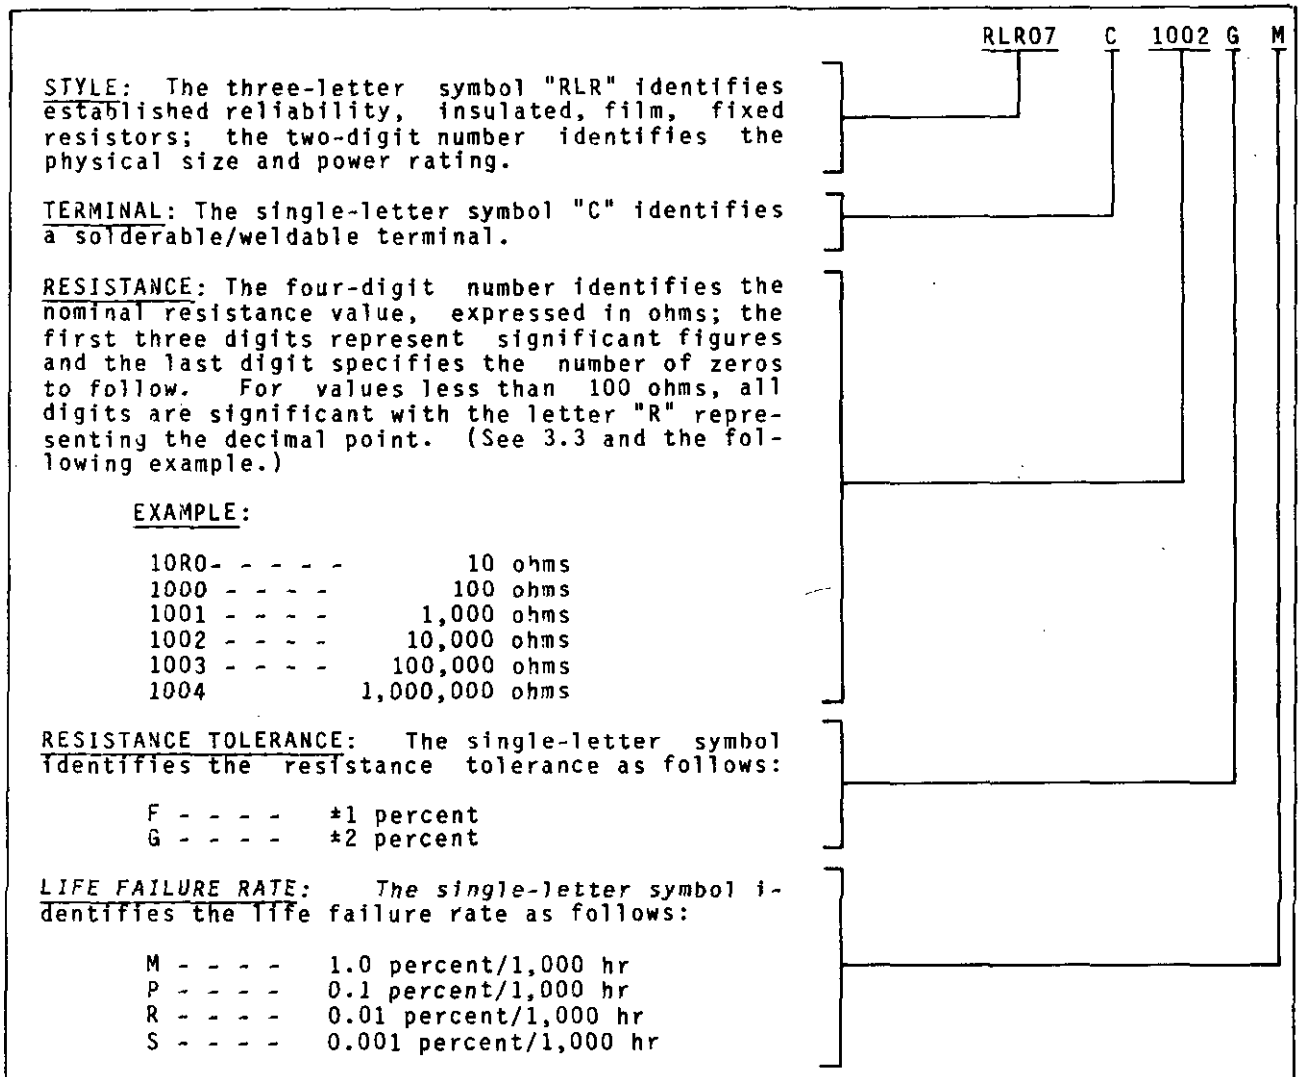 RLR07 C 1002 G M
STYLE: The three-letter symbol "RLR" identifies
established reliability, insulated, film, fixed
resistors; the two-digit number identifies the
physical size and power rating.
TERMINAL: The single-letter symbol "C" identifies
a solderable/weldable terminal.
RESISTANCE: The four-digit number identifies the
nominal resistance value, expressed in ohms; the
first three digits represent significant figures
and the last digit specifies the number of zeros
to follow. For values less than 100 ohms, all
digits are significant with the letter "R" repre-
senting the decimal point. (See 3.3 and the fol-
lowing example.)
EXAMPLE:
10R0- - - - - 10 ohms
1000 - - - - 100 ohms
1001 - - - - 1,000 ohms
1002 - - - - 10,000 ohms
1003 - - - - 100,000 ohms
1004 1,000,000 ohms
RESISTANCE TOLERANCE: The single-letter symbol
identifies the resistance tolerance as follows:
F - - - - ±1 percent
G - - - - ±2 percent
LIFE FAILURE RATE: The single-letter symbol i-
dentifies the life failure rate as follows:
M - - - - 1.0 percent/1,000 hr
P - - - - 0.1 percent/1,000 hr
R - - - - 0.01 percent/1,000 hr
S - - - - 0.001 percent/1,000 hr